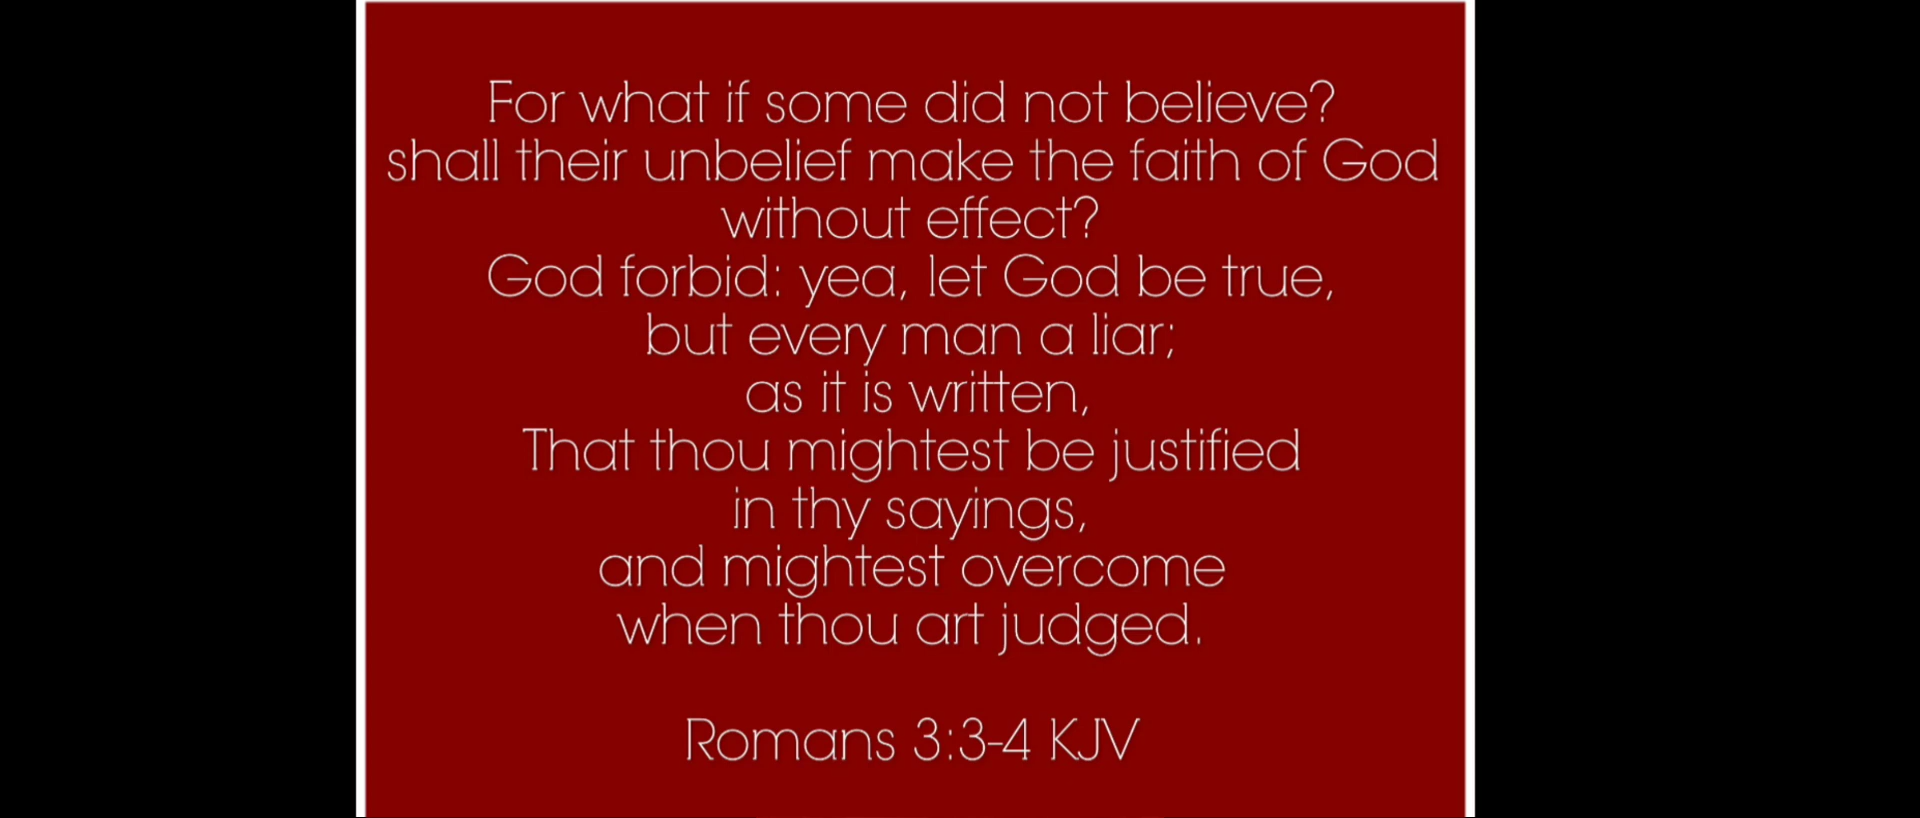 For what if some did not believe?
shall their unbelief make the faith of God
without effect?
God forbid: yea, let God be true,
but every man a liar;
as it is written,
That thou mightest be justified
in thy sayings,
and mightest overcome
when thou art judged.
Romans 3:3-4 KJV